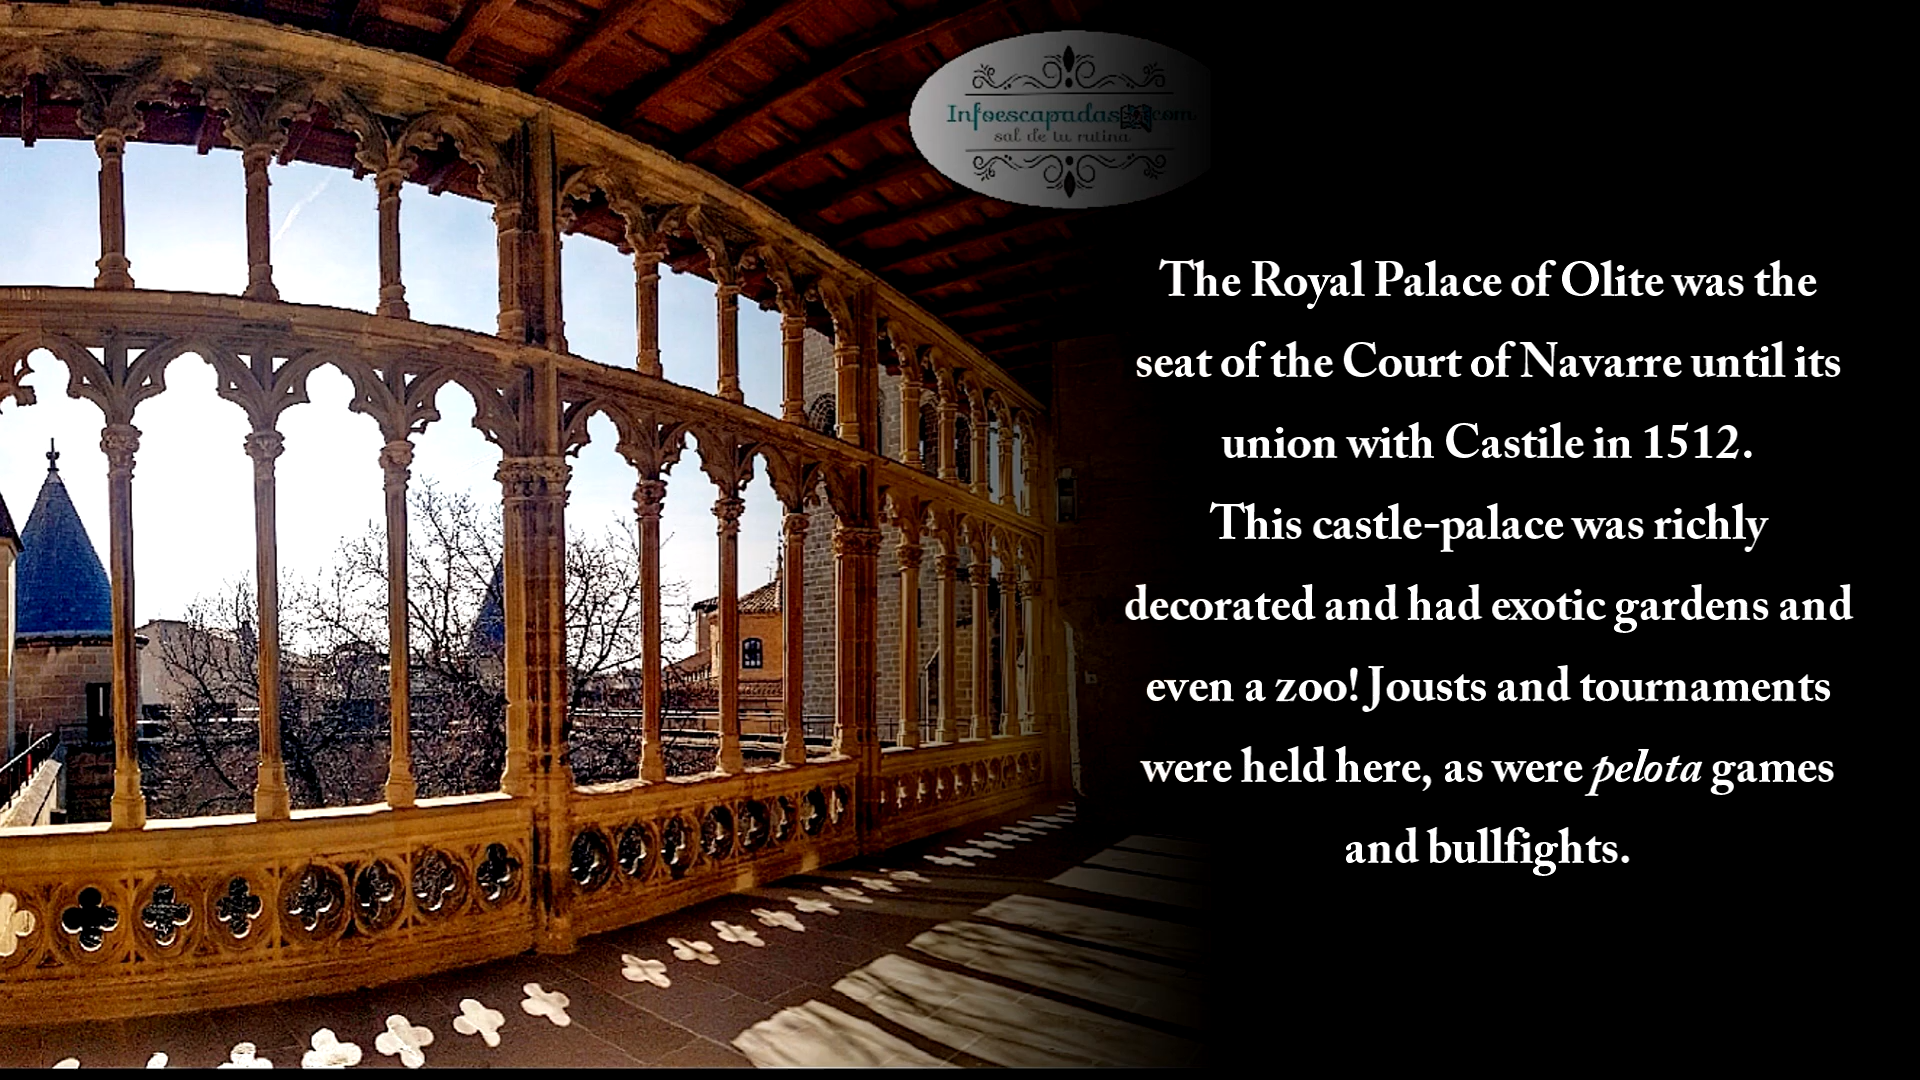 Infoescapadas.com
sal de tu rutina
The Royal Palace of Olite was the
seat of the Court of Navarre until its
union with Castile in 1512.
This castle-palace was richly
decorated and had exotic gardens and
even a zoo! Jousts and tournaments
were held here, as were pelota games
and bullfights.